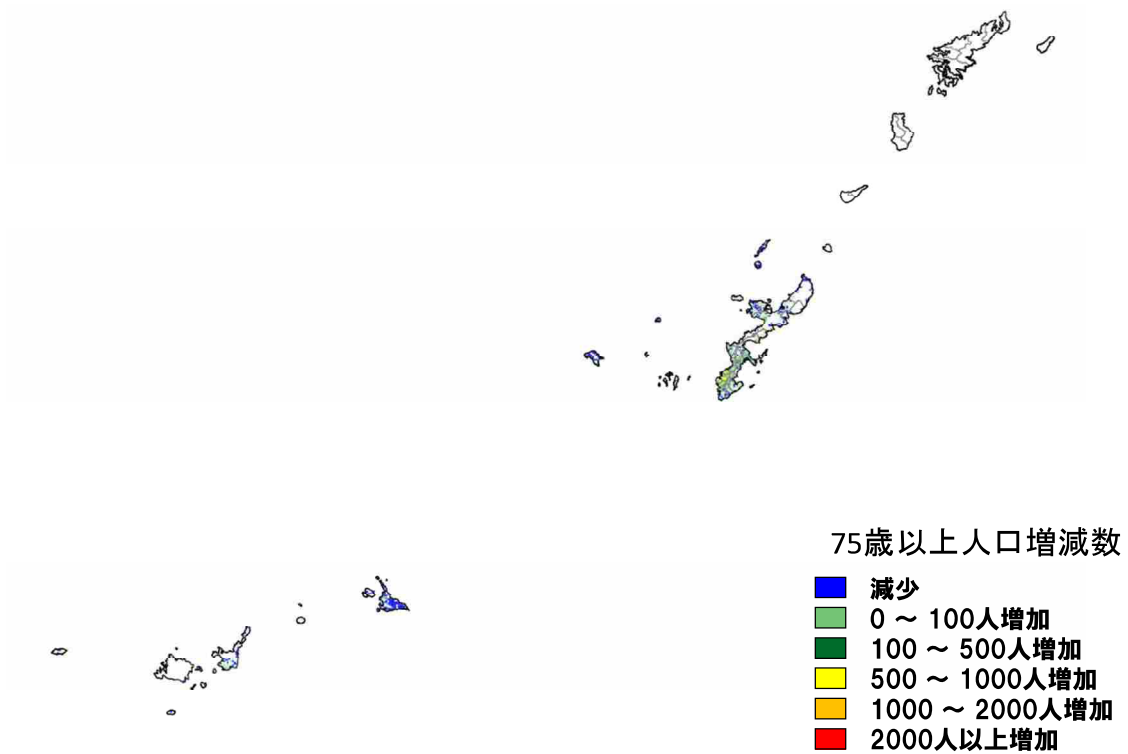 75歳以上人口増減数
減少
0 ～ 100人増加
100 ～ 500人増加
500 ～ 1000人増加
1000 ～ 2000人増加
2000人以上増加